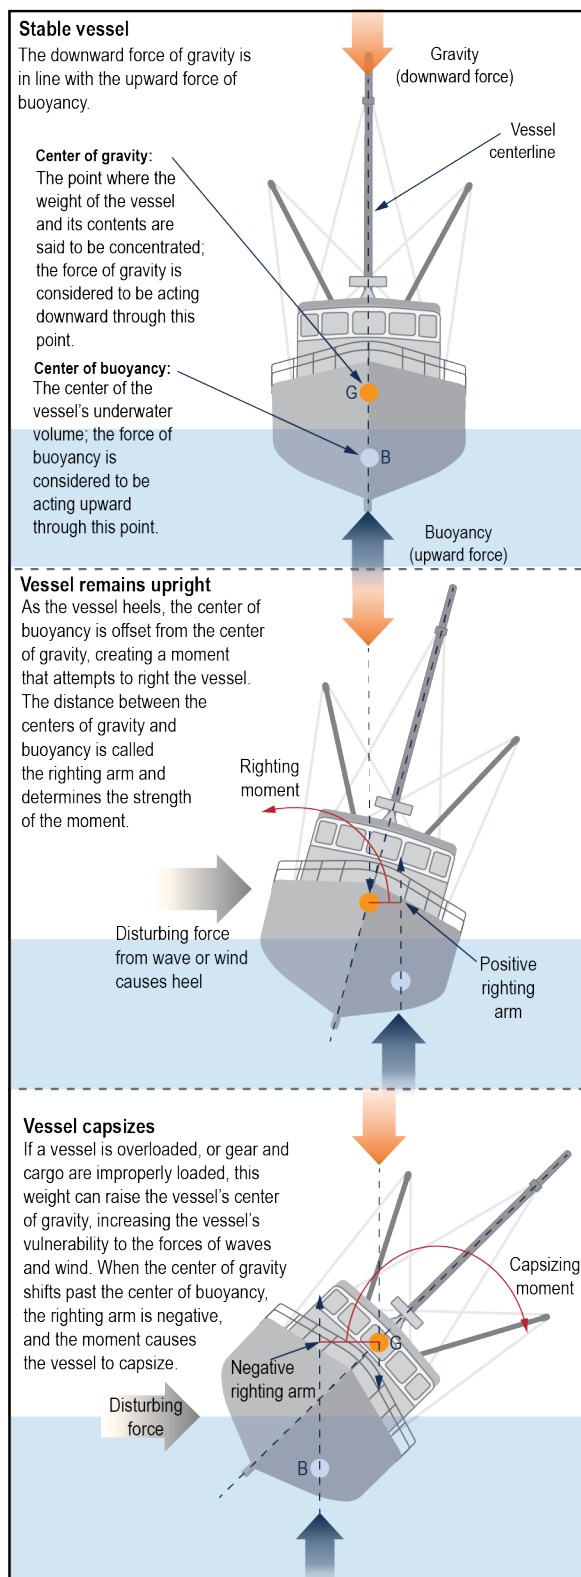 Stable vessel
The downward force of gravity is
in line with the upward force of
buoyancy.
Gravity
(downward force)
Vessel
centerline
Center of gravity:
The point where the
weight of the vessel
and its contents are
said to be concentrated;
the force of gravity is
considered to be acting
downward through this
point.
G
Center of buoyancy:
The center of the
vessel's underwater
volume; the force of
buoyancy is
considered to be
acting upward
through this point.
B
Buoyancy
(upward force)
Vessel remains upright
As the vessel heels, the center of
buoyancy is offset from the center
of gravity, creating a moment
that attempts to right the vessel.
The distance between the
centers of gravity and
buoyancy is called
the righting arm and
determines the strength
of the moment.
Righting
moment
Disturbing force
from wave or wind
causes heel
Positive
righting
arm
Vessel capsizes
If a vessel is overloaded, or gear and
cargo are improperly loaded, this
weight can raise the vessel's center
of gravity, increasing the vessel's
vulnerability to the forces of waves
and wind. When the center of gravity
shifts past the center of buoyancy,
the righting arm is negative,
and the moment causes
the vessel to capsize.
Capsizing
moment
G
Negative
righting arm
Disturbing
force
B